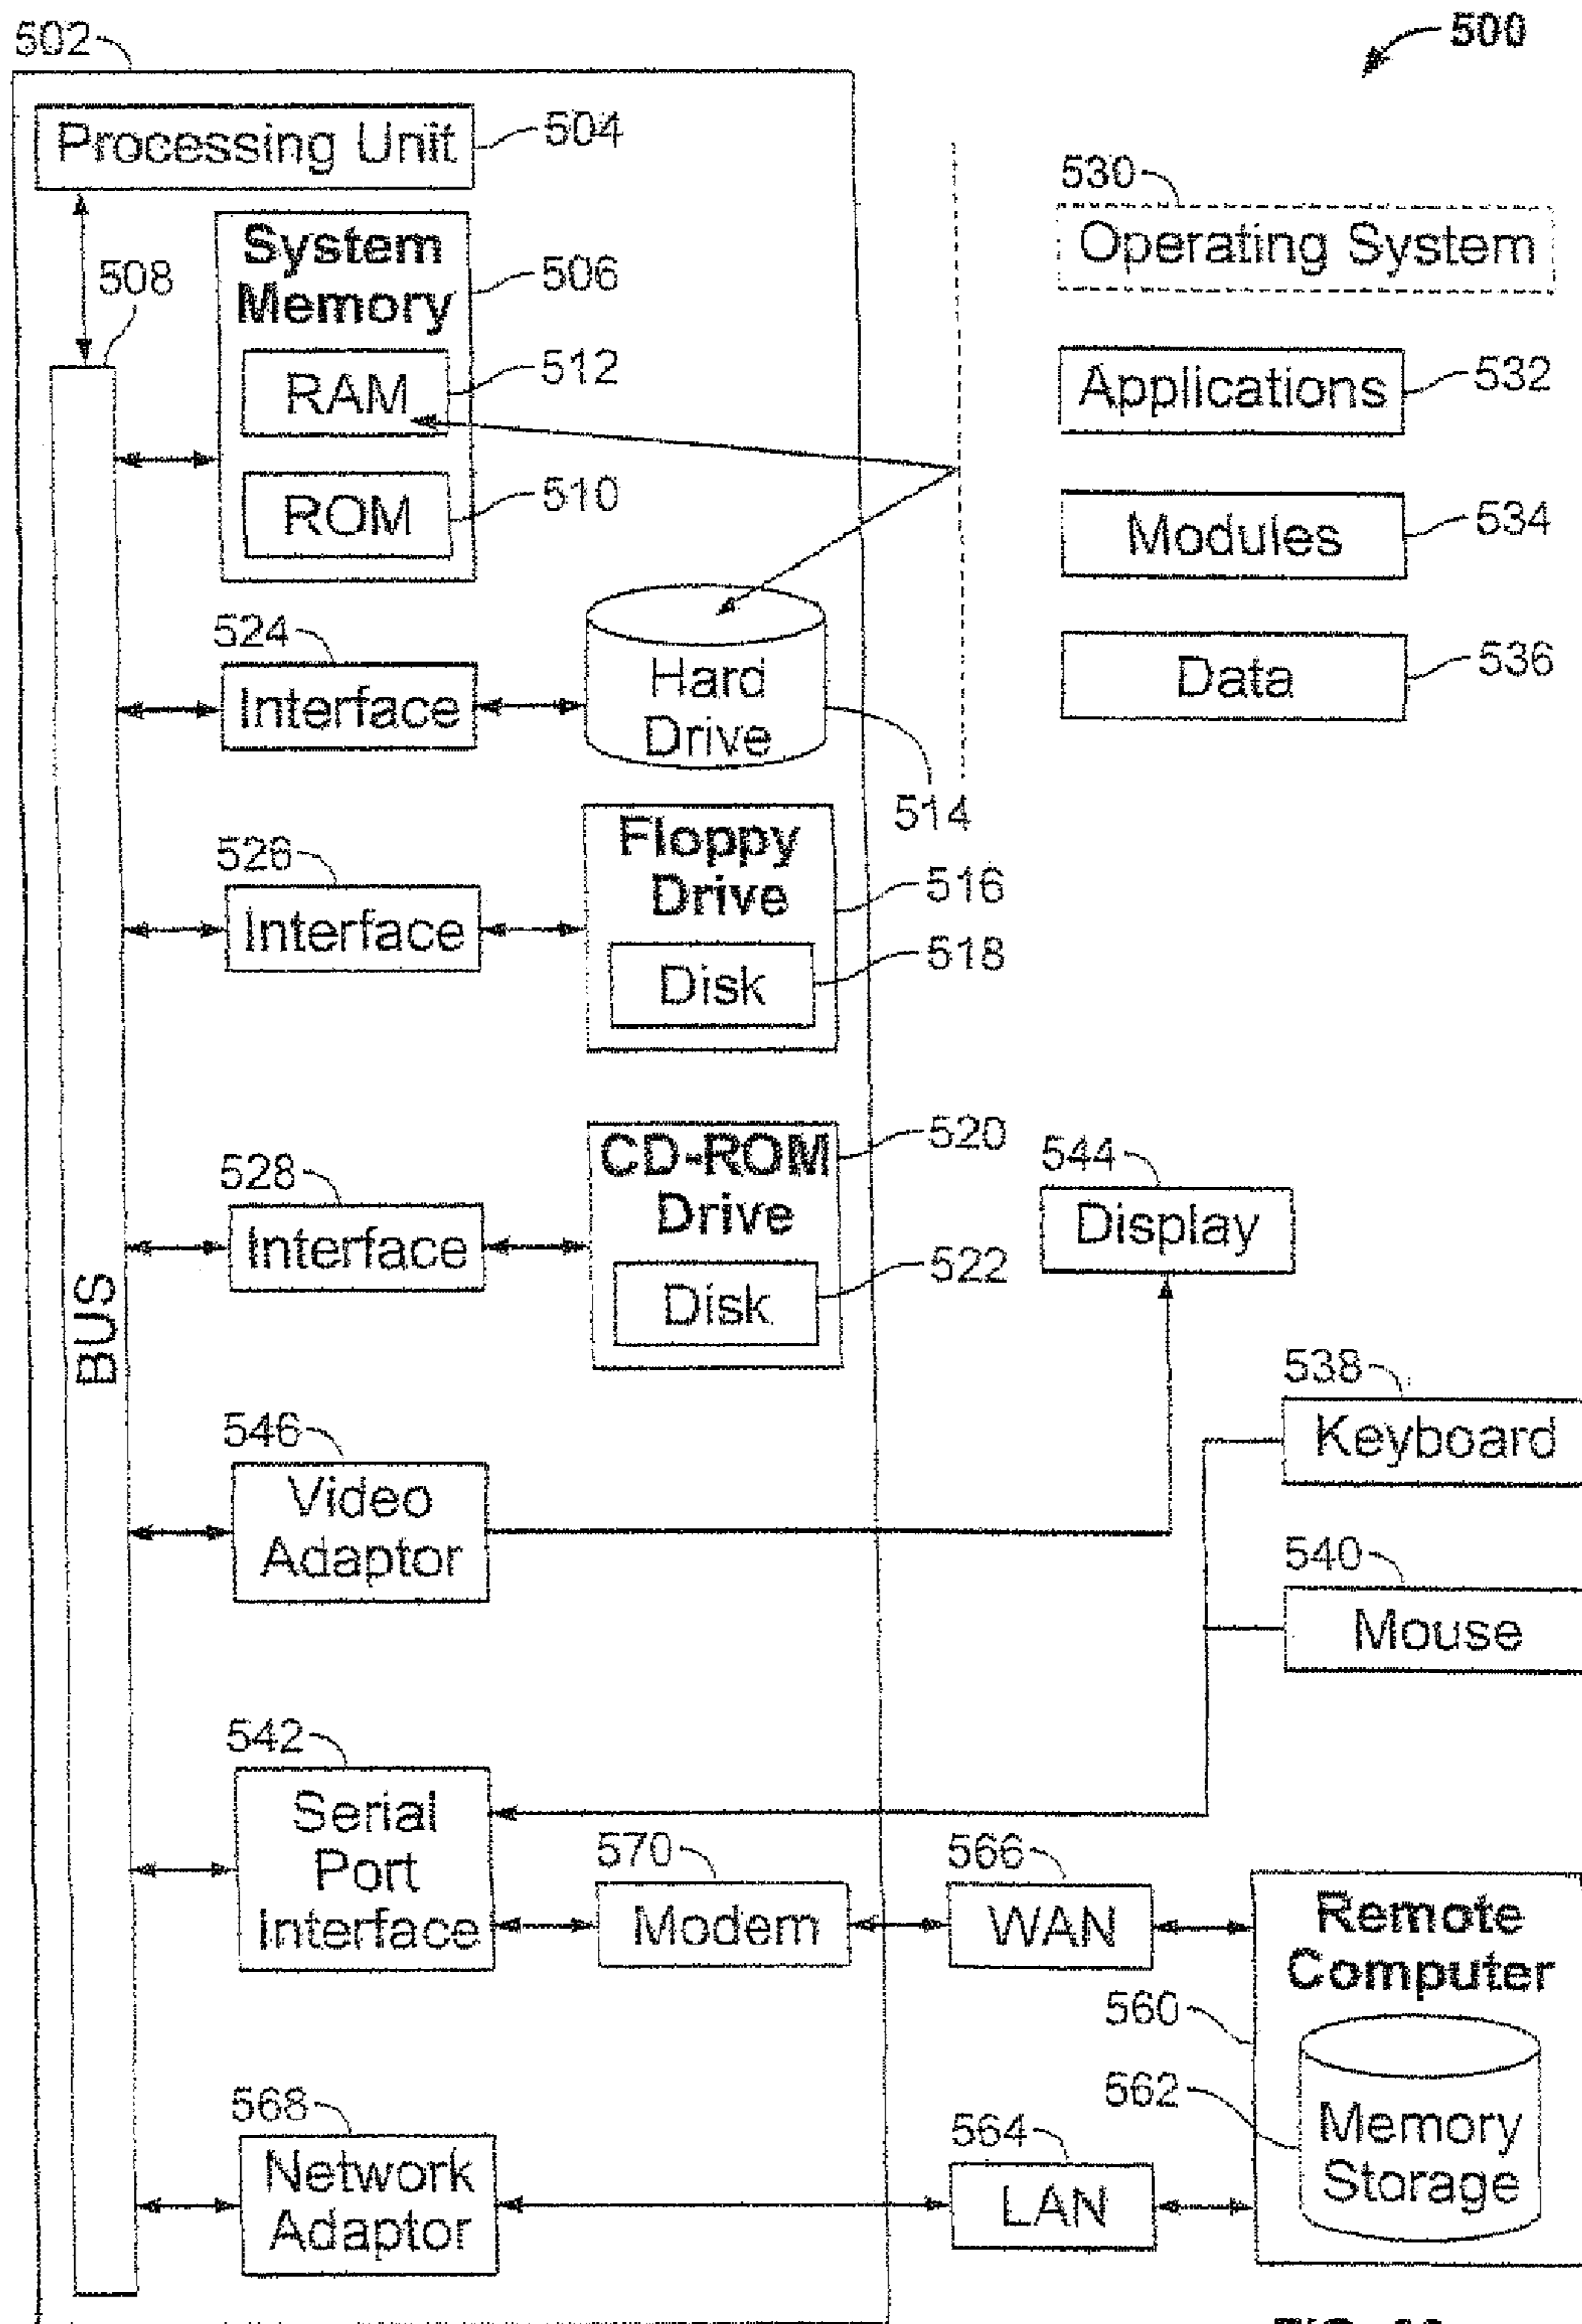 502
500
Processing Unit
504
530
Operating System
System
Memory
506
508
RAM
512
Applications
532
ROM
510
Modules
534
524
Interface
Hard
Drive
514
Data
536
526
Interface
Floppy
Drive
516
Disk
518
528
Interface
CD-ROM
Drive
520
Disk
522
544
Display
BUS
538
Keyboard
546
Video
Adaptor
540
Mouse
542
Serial
Port
Interface
570
Modem
566
WAN
Remote
Computer
560
562
Memory
Storage
568
Network
Adaptor
564
LAN